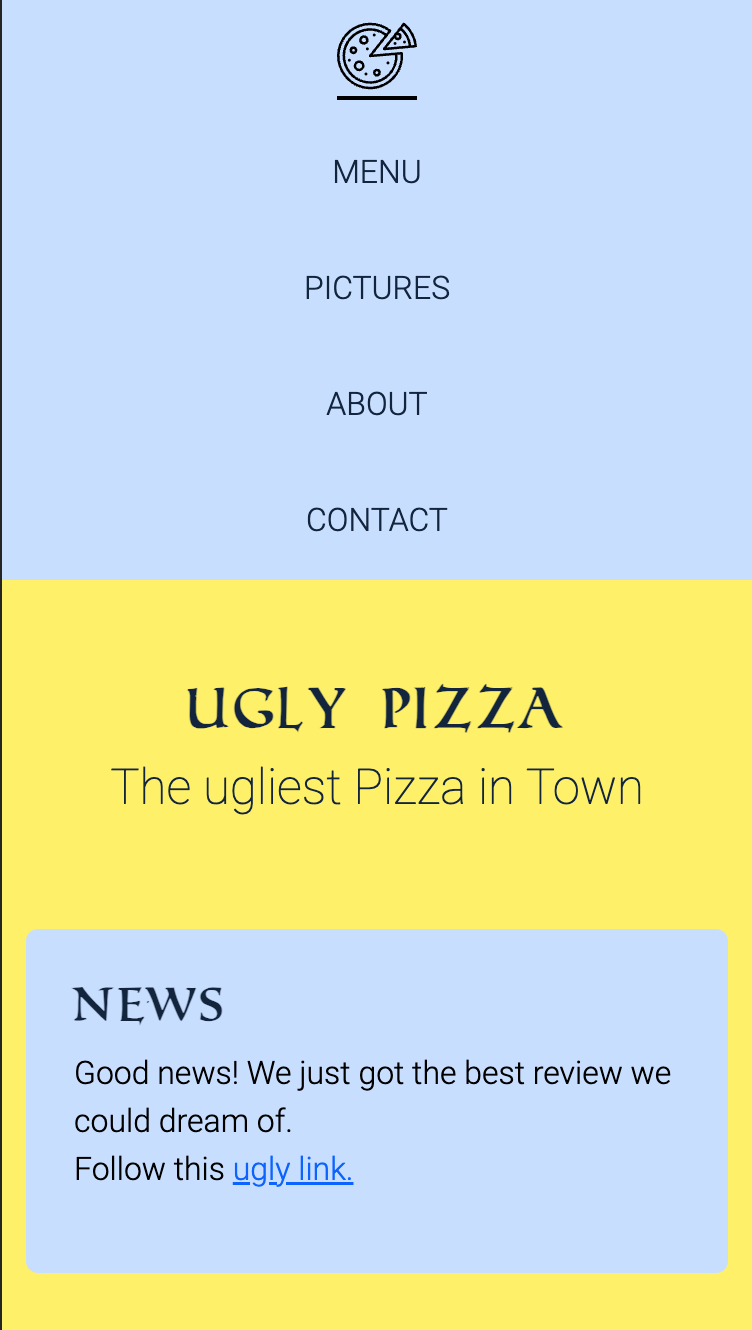 MENU
PICTURES
ABOUT
CONTACT
UGLY PIZZA
The ugliest Pizza in Town
NEWS
Good news! We just got the best review we
could dream of.
Follow this ugly link.